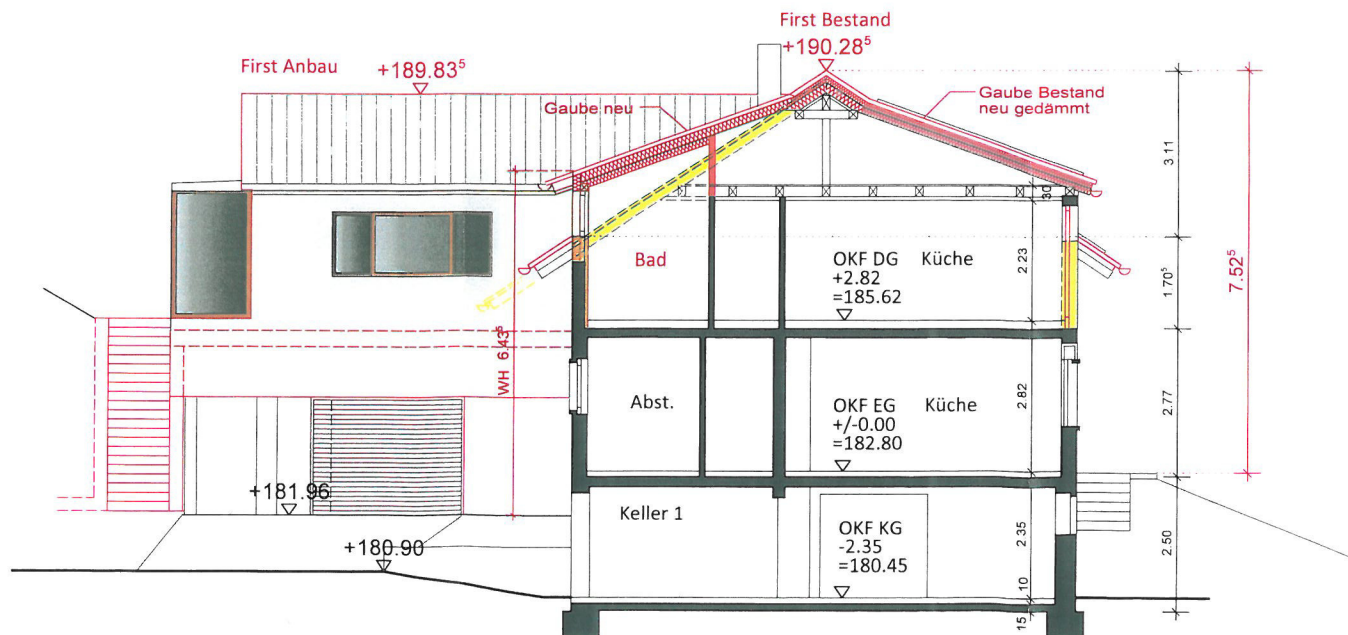 First Bestand
+190.28⁵
First Anbau
+189.83⁵
Gaube neu
Gaube Bestand
neu gedämmt
3 11
30
Bad
OKF DG
Küche
+2.82
=185.62
2.23
1.70⁵
7.52⁵
WH 6.43⁵
Abst.
OKF EG
Küche
+/-0.00
=182.80
2.82
2.77
+181.96
Keller 1
OKF KG
-2.35
=180.45
2.35
2.50
+180.90
10
15